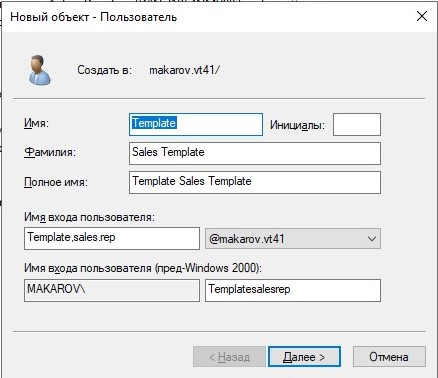 Новый объект - Пользователь
Создать в: makarov.vt41/
Имя: Template Инициалы:
Фамилия: Sales Template
Полное имя: Template Sales Template
Имя входа пользователя:
Template,sales.rep @makarov.vt41
Имя входа пользователя (пред-Windows 2000):
MAKAROV\ Templatesalesrep
< Назад Далее > Отмена